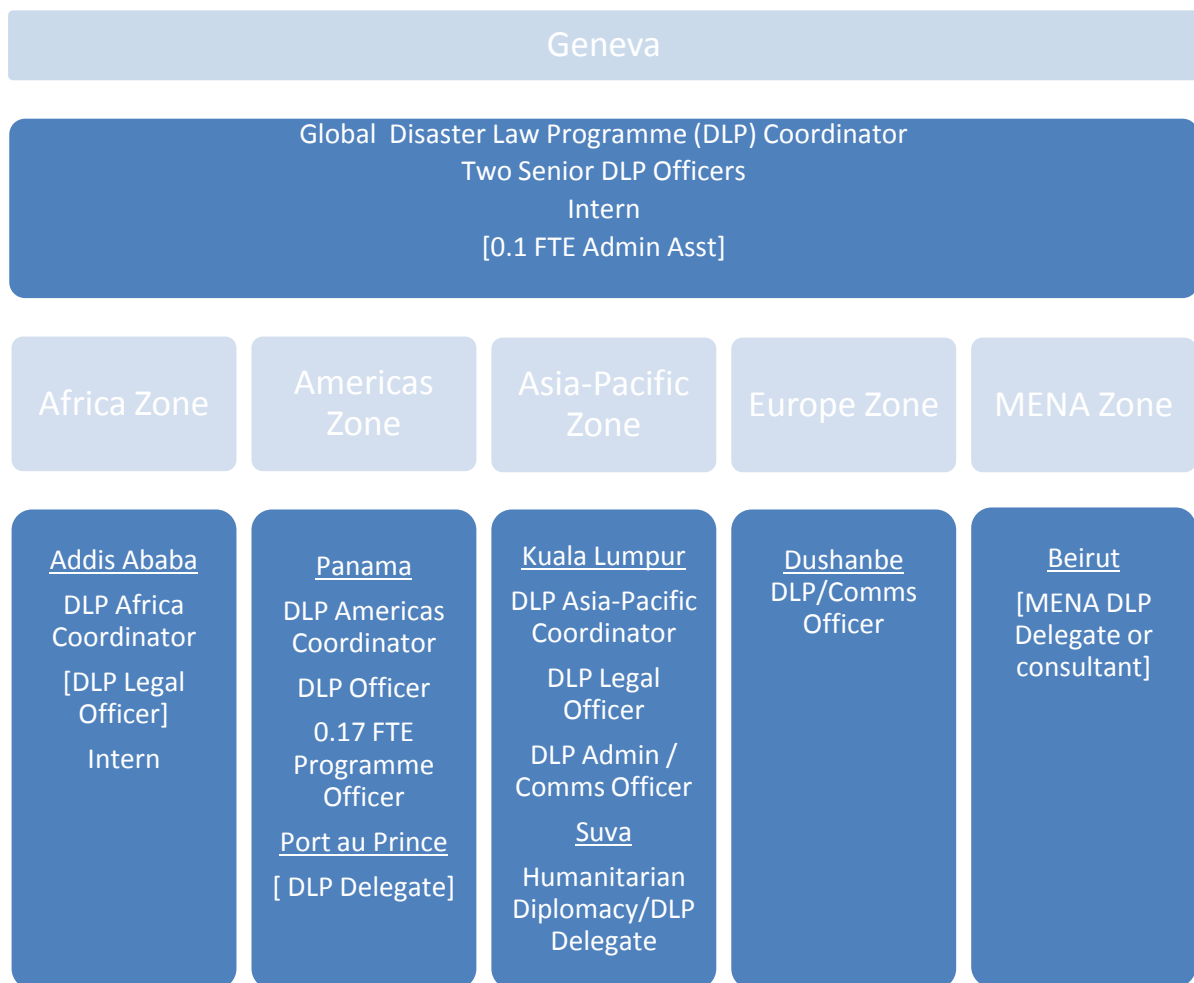 Geneva
Global Disaster Law Programme (DLP) Coordinator
Two Senior DLP Officers
Intern
[0.1 FTE Admin Asst]
Africa Zone
Americas
Zone
Asia-Pacific
Zone
Europe Zone
MENA Zone
Addis Ababa
DLP Africa
Coordinator
[DLP Legal
Officer]
Intern
Panama
DLP Americas
Coordinator
DLP Officer
0.17 FTE
Programme
Officer
Port au Prince
[ DLP Delegate]
Kuala Lumpur
DLP Asia-Pacific
Coordinator
DLP Legal
Officer
DLP Admin /
Comms Officer
Suva
Humanitarian
Diplomacy/DLP
Delegate
Dushanbe
DLP/Comms
Officer
Beirut
[MENA DLP
Delegate or
consultant]